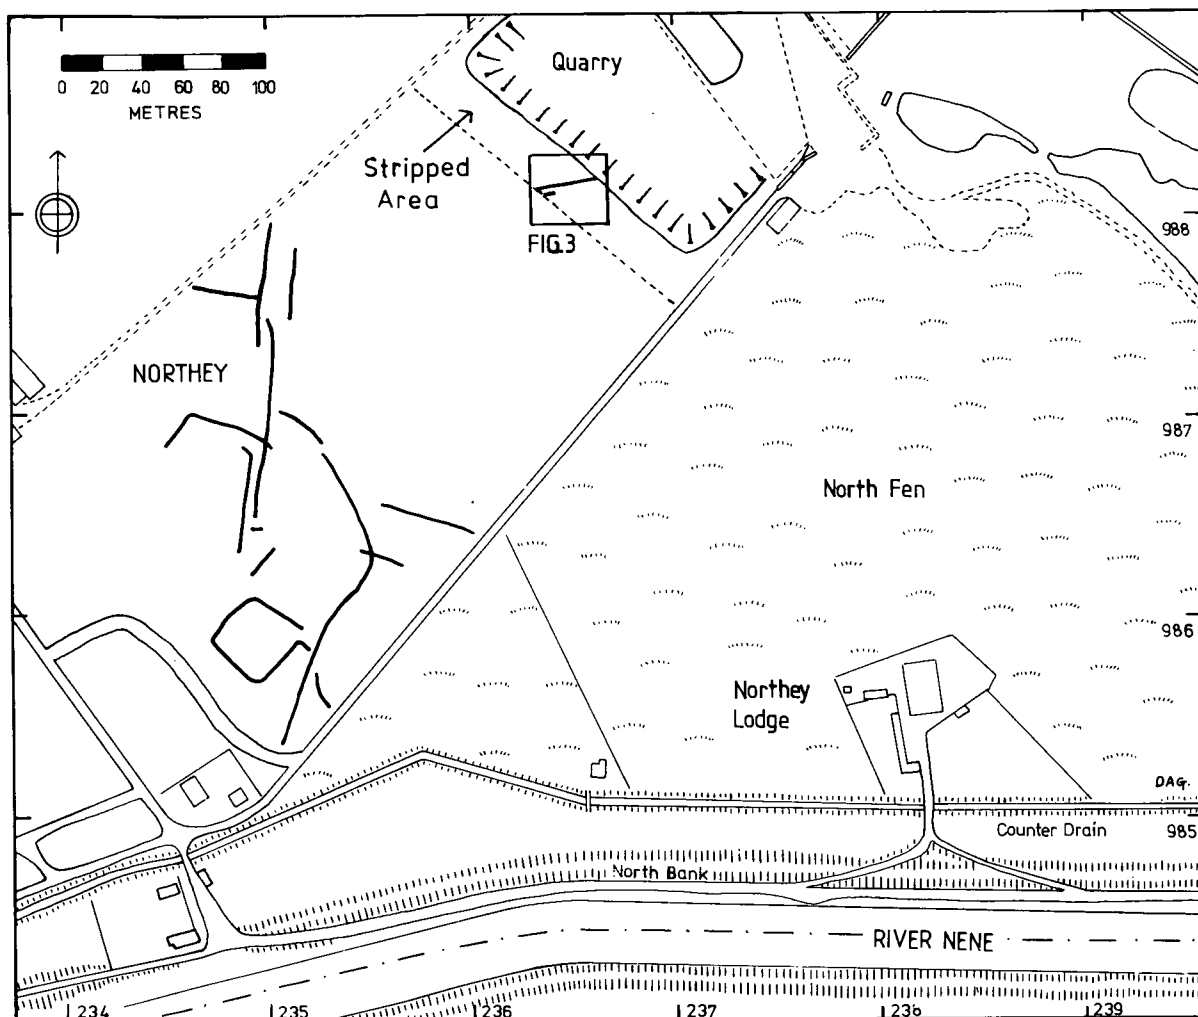 0 20 40 60 80 100
METRES
Quarry
Stripped
Area
FIG.3
988
NORTHEY
987
North Fen
986
Northey
Lodge
DAG.
Counter Drain
985
North Bank
RIVER NENE
234 235 236 237 238 239